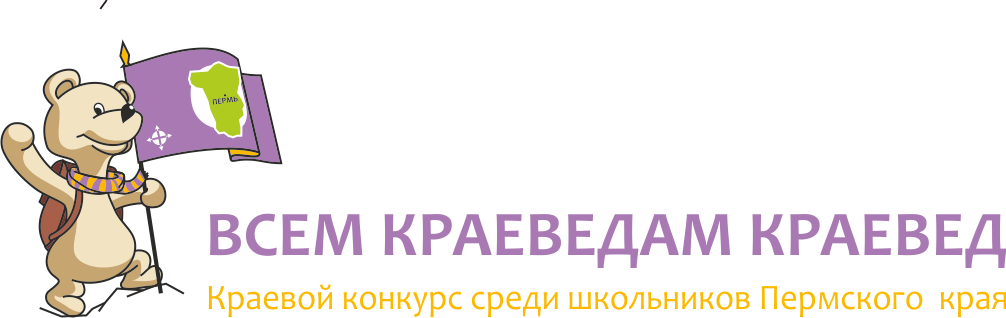 ПЕРМЬ
ВСЕМ КРАЕВЕДАМ КРАЕВЕД
Краевой конкурс среди школьников Пермского края